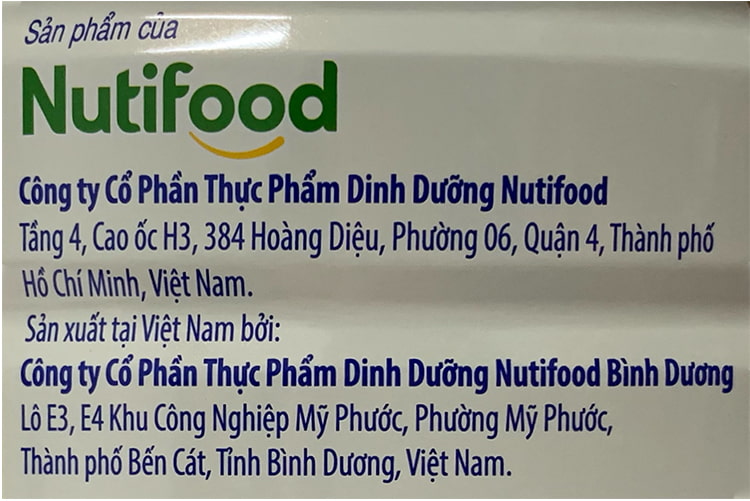 Sản phẩm của
Nutifood
Công ty Cổ Phần Thực Phẩm Dinh Dưỡng Nutifood
Tầng 4, Cao ốc H3, 384 Hoàng Diệu, Phường 06, Quận 4, Thành phố
Hồ Chí Minh, Việt Nam.
Sản xuất tại Việt Nam bởi:
Công ty Cổ Phần Thực Phẩm Dinh Dưỡng Nutifood Bình Dương
Lô E3, E4 Khu Công Nghiệp Mỹ Phước, Phường Mỹ Phước,
Thành phố Bến Cát, Tỉnh Bình Dương, Việt Nam.